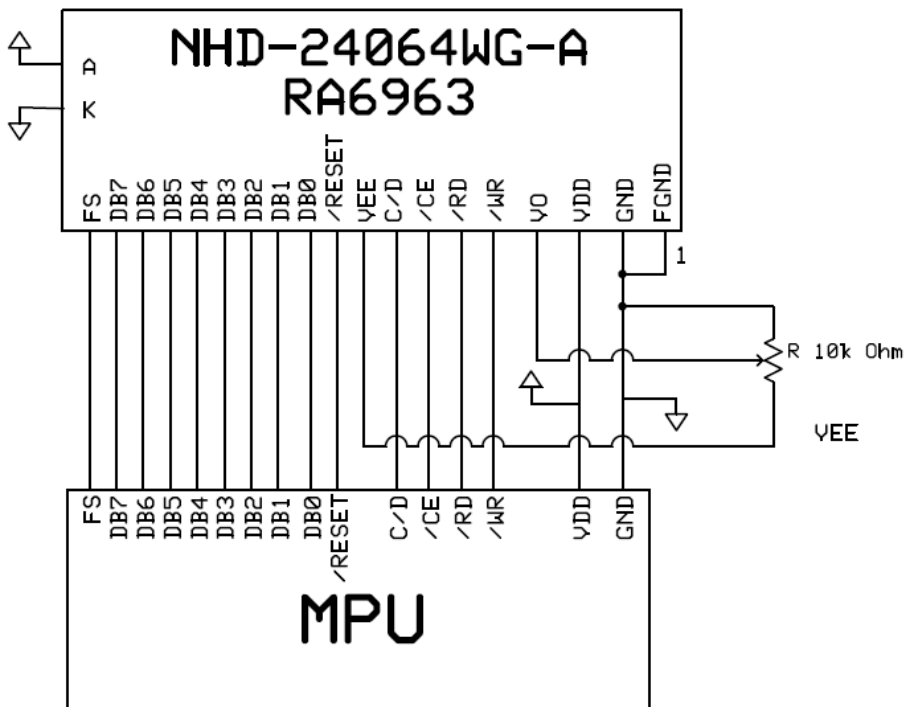 NHD-24064WG-A
RA6963
A
K
FS DB7 DB6 DB5 DB4 DB3 DB2 DB1 DB0 /RESET VEE C/D /CE /RD /WR VO VDD GND FGND
1
R 10k Ohm
VEE
FS DB7 DB6 DB5 DB4 DB3 DB2 DB1 DB0 /RESET C/D /CE /RD /WR VDD GND
MPU